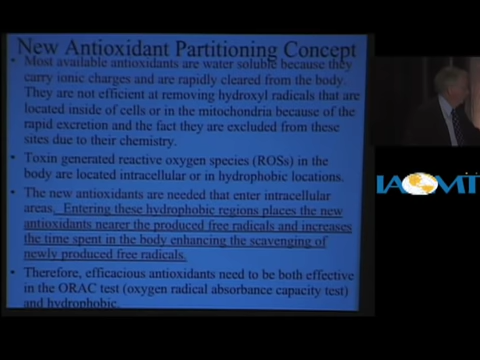 New Antioxidant Partitioning Concept
• Most available antioxidants are water soluble because they
carry ionic charges and are rapidly cleared from the body.
They are not efficient at removing hydroxyl radicals that are
located inside of cells or in the mitochondria because of the
rapid excretion and the fact they are excluded from these
sites due to their chemistry.
• Toxin generated reactive oxygen species (ROSs) in the
body are located intracellular or in hydrophobic locations.
• The new antioxidants are needed that enter intracellular
areas. Entering these hydrophobic regions places the new
antioxidants nearer the produced free radicals and increases
the time spent in the body enhancing the scavenging of
newly produced free radicals.
• Therefore, efficacious antioxidants need to be both effective
in the ORAC test (oxygen radical absorbance capacity test)
and hydrophobic.
IAOMT